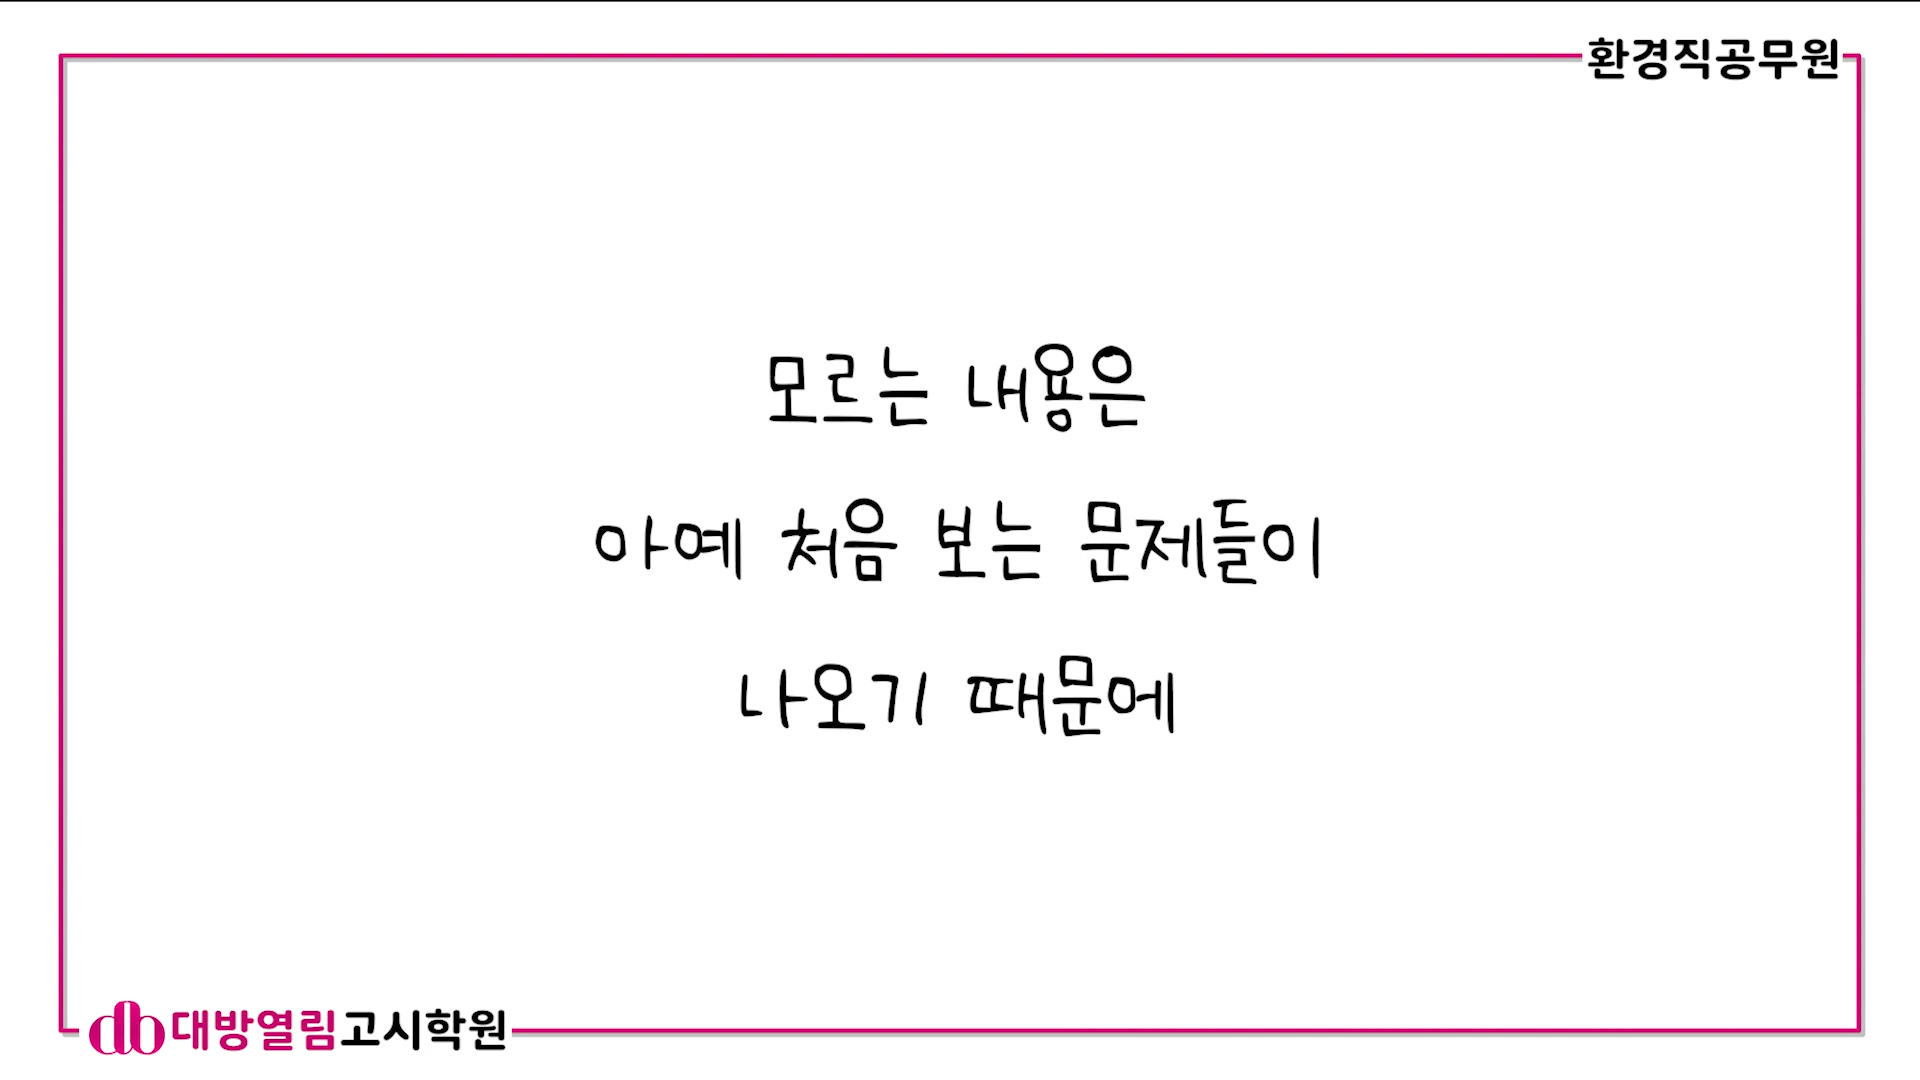 환경직공무원
모르는 내용은
아예 처음 보는 문제들이
나오기 때문에
db대방열림고시학원